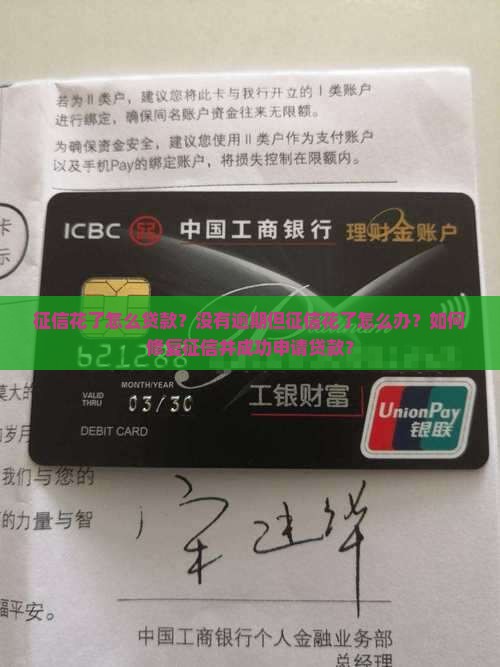 若为Ⅱ类户，建议您将此卡与我行开立的Ⅰ类账户
进行绑定，确保同名账户资金往来无限额。
为确保资金安全，建议您使用Ⅱ类户作为支付账户
以及手机Pay的绑定账户，将损失控制在限额内。
卡
示
ICBC 中国工商银行 理财金账户
征信花了怎么贷款？没有逾期但征信花了怎么办？如何
修复征信并成功申请贷款？
VALID THRU
MONTH/YEAR
03/30
工银财富
DEBIT CARD
UnionPay
银联
莫大的
岁月
我们与您的
的力量与智
福平安。
中国工商银行个人金融业务部
总经理